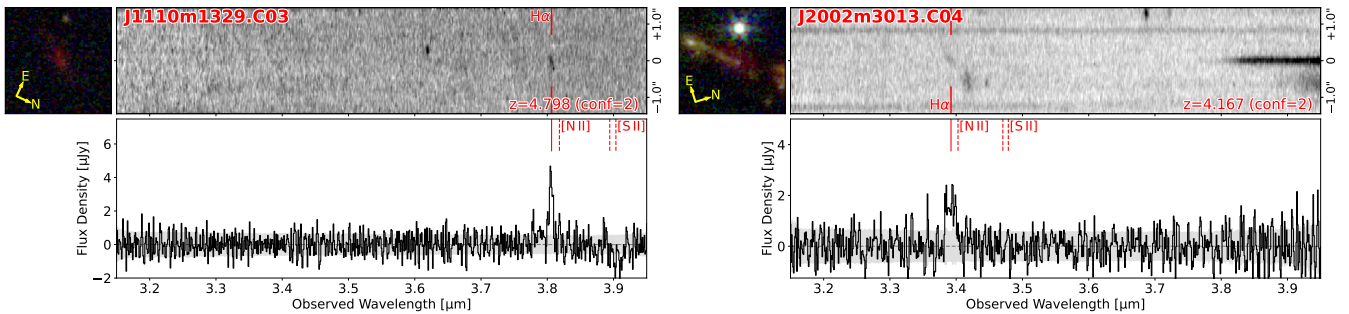 J1110m1329.C03
Hα
E
N
z=4.798 (conf=2)
+1.0"
0
−1.0"
[N II]
[S II]
Flux Density [μJy]
6
4
2
0
−2
3.2
3.3
3.4
3.5
3.6
3.7
3.8
3.9
Observed Wavelength [μm]
J2002m3013.C04
E
N
Hα
z=4.167 (conf=2)
+1.0"
0
−1.0"
[N II]
[S II]
Flux Density [μJy]
4
2
0
3.2
3.3
3.4
3.5
3.6
3.7
3.8
3.9
Observed Wavelength [μm]